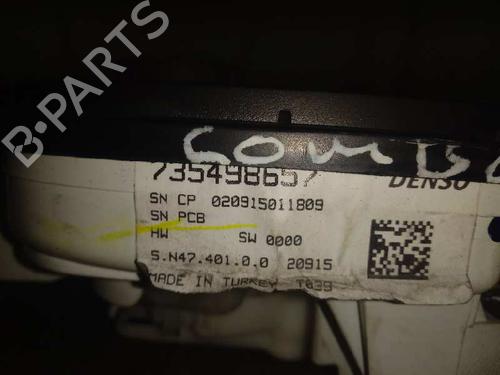 B-PARTS
COMB
735498657 DENSO
SN CP 020915011809
SN PCB
HW SW 0000
S.N47.401.0.0 20915
MADE IN TURKEY T039